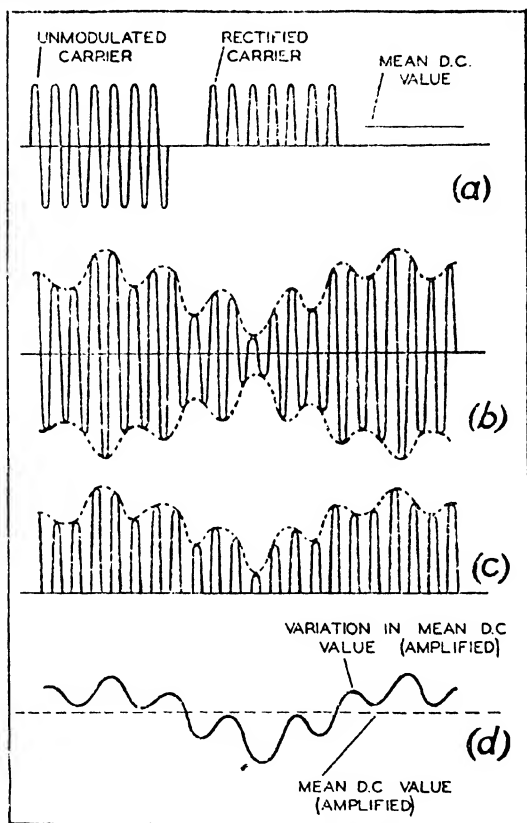 UNMODULATED
CARRIER
RECTIFIED
CARRIER
MEAN D.C.
VALUE
(a)
(b)
(c)
VARIATION IN MEAN D.C
VALUE (AMPLIFIED)
(d)
MEAN D.C VALUE
(AMPLIFIED)